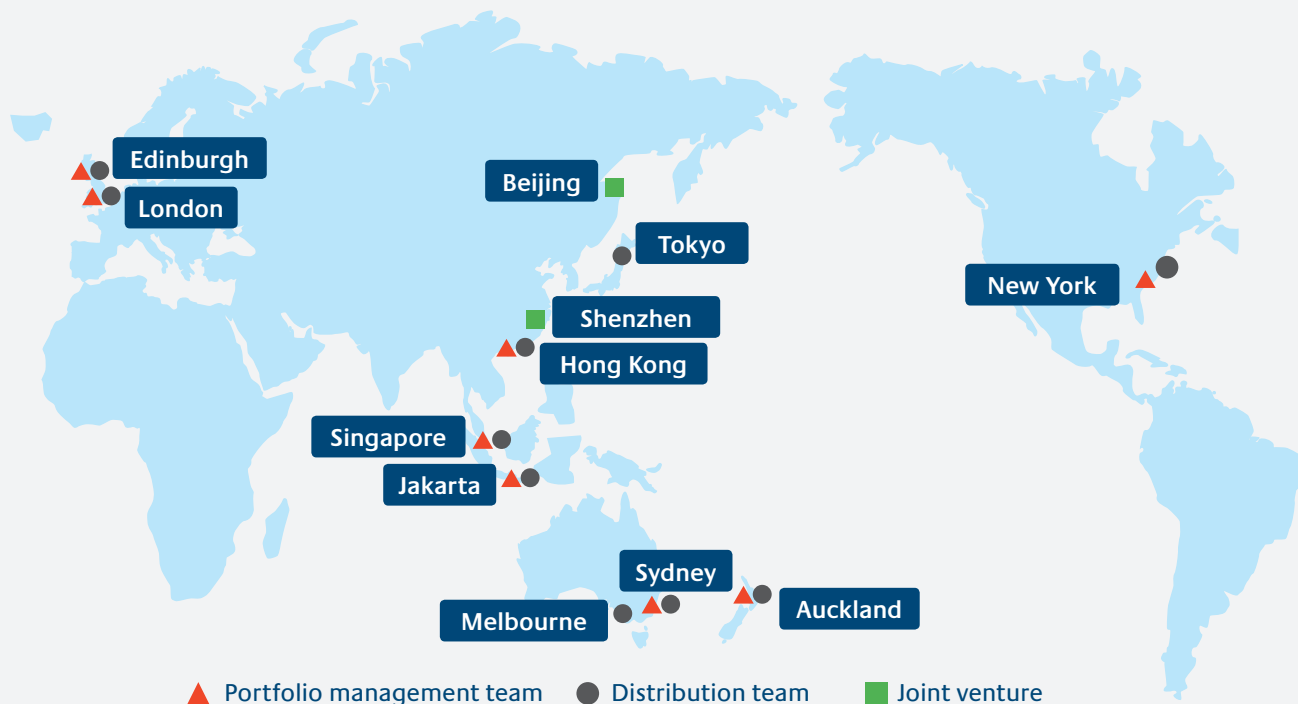 Edinburgh
London
Beijing
Tokyo
New York
Shenzhen
Hong Kong
Singapore
Jakarta
Sydney
Auckland
Melbourne
Portfolio management team
Distribution team
Joint venture